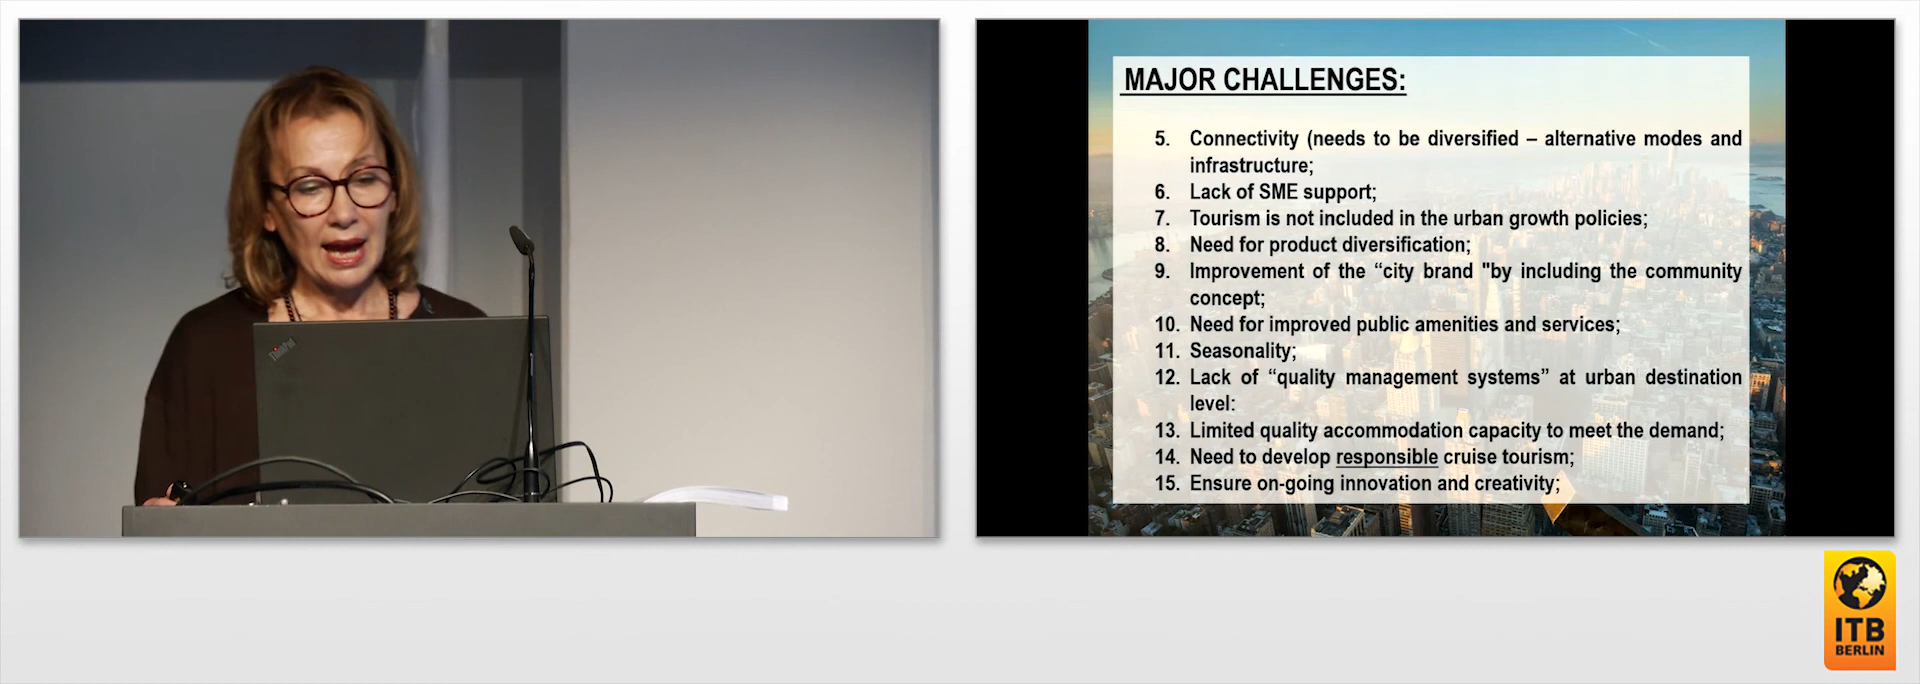 ThinkPad
MAJOR CHALLENGES:
5. Connectivity (needs to be diversified – alternative modes and
infrastructure;
6. Lack of SME support;
7. Tourism is not included in the urban growth policies;
8. Need for product diversification;
9. Improvement of the “city brand "by including the community
concept;
10. Need for improved public amenities and services;
11. Seasonality;
12. Lack of “quality management systems” at urban destination
level:
13. Limited quality accommodation capacity to meet the demand;
14. Need to develop responsible cruise tourism;
15. Ensure on-going innovation and creativity;
ITB
BERLIN